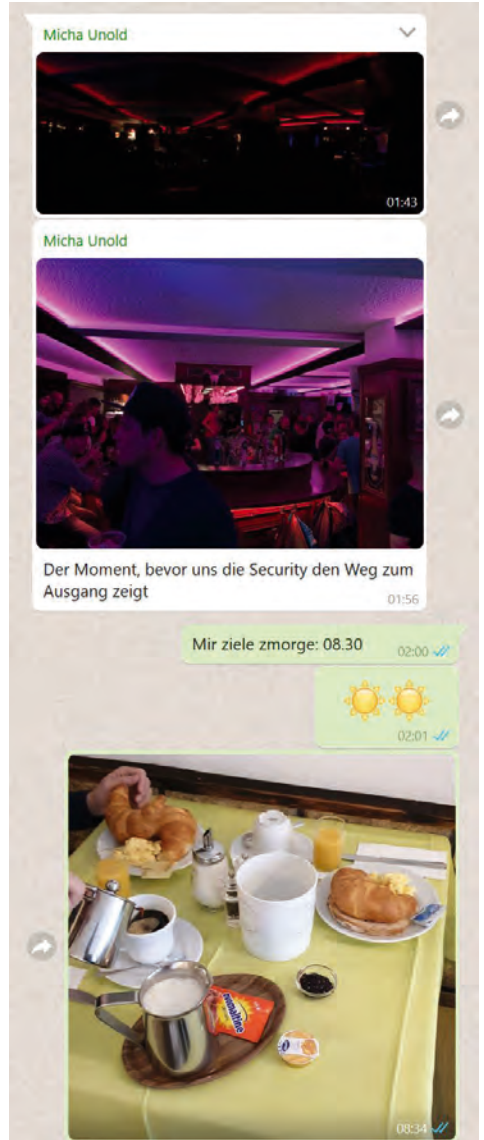 Micha Unold
01:43
Micha Unold
Der Moment, bevor uns die Security den Weg zum
Ausgang zeigt
01:56
Mir ziele zmorge: 08.30
02:00
02:01
ovomaltine
08:34